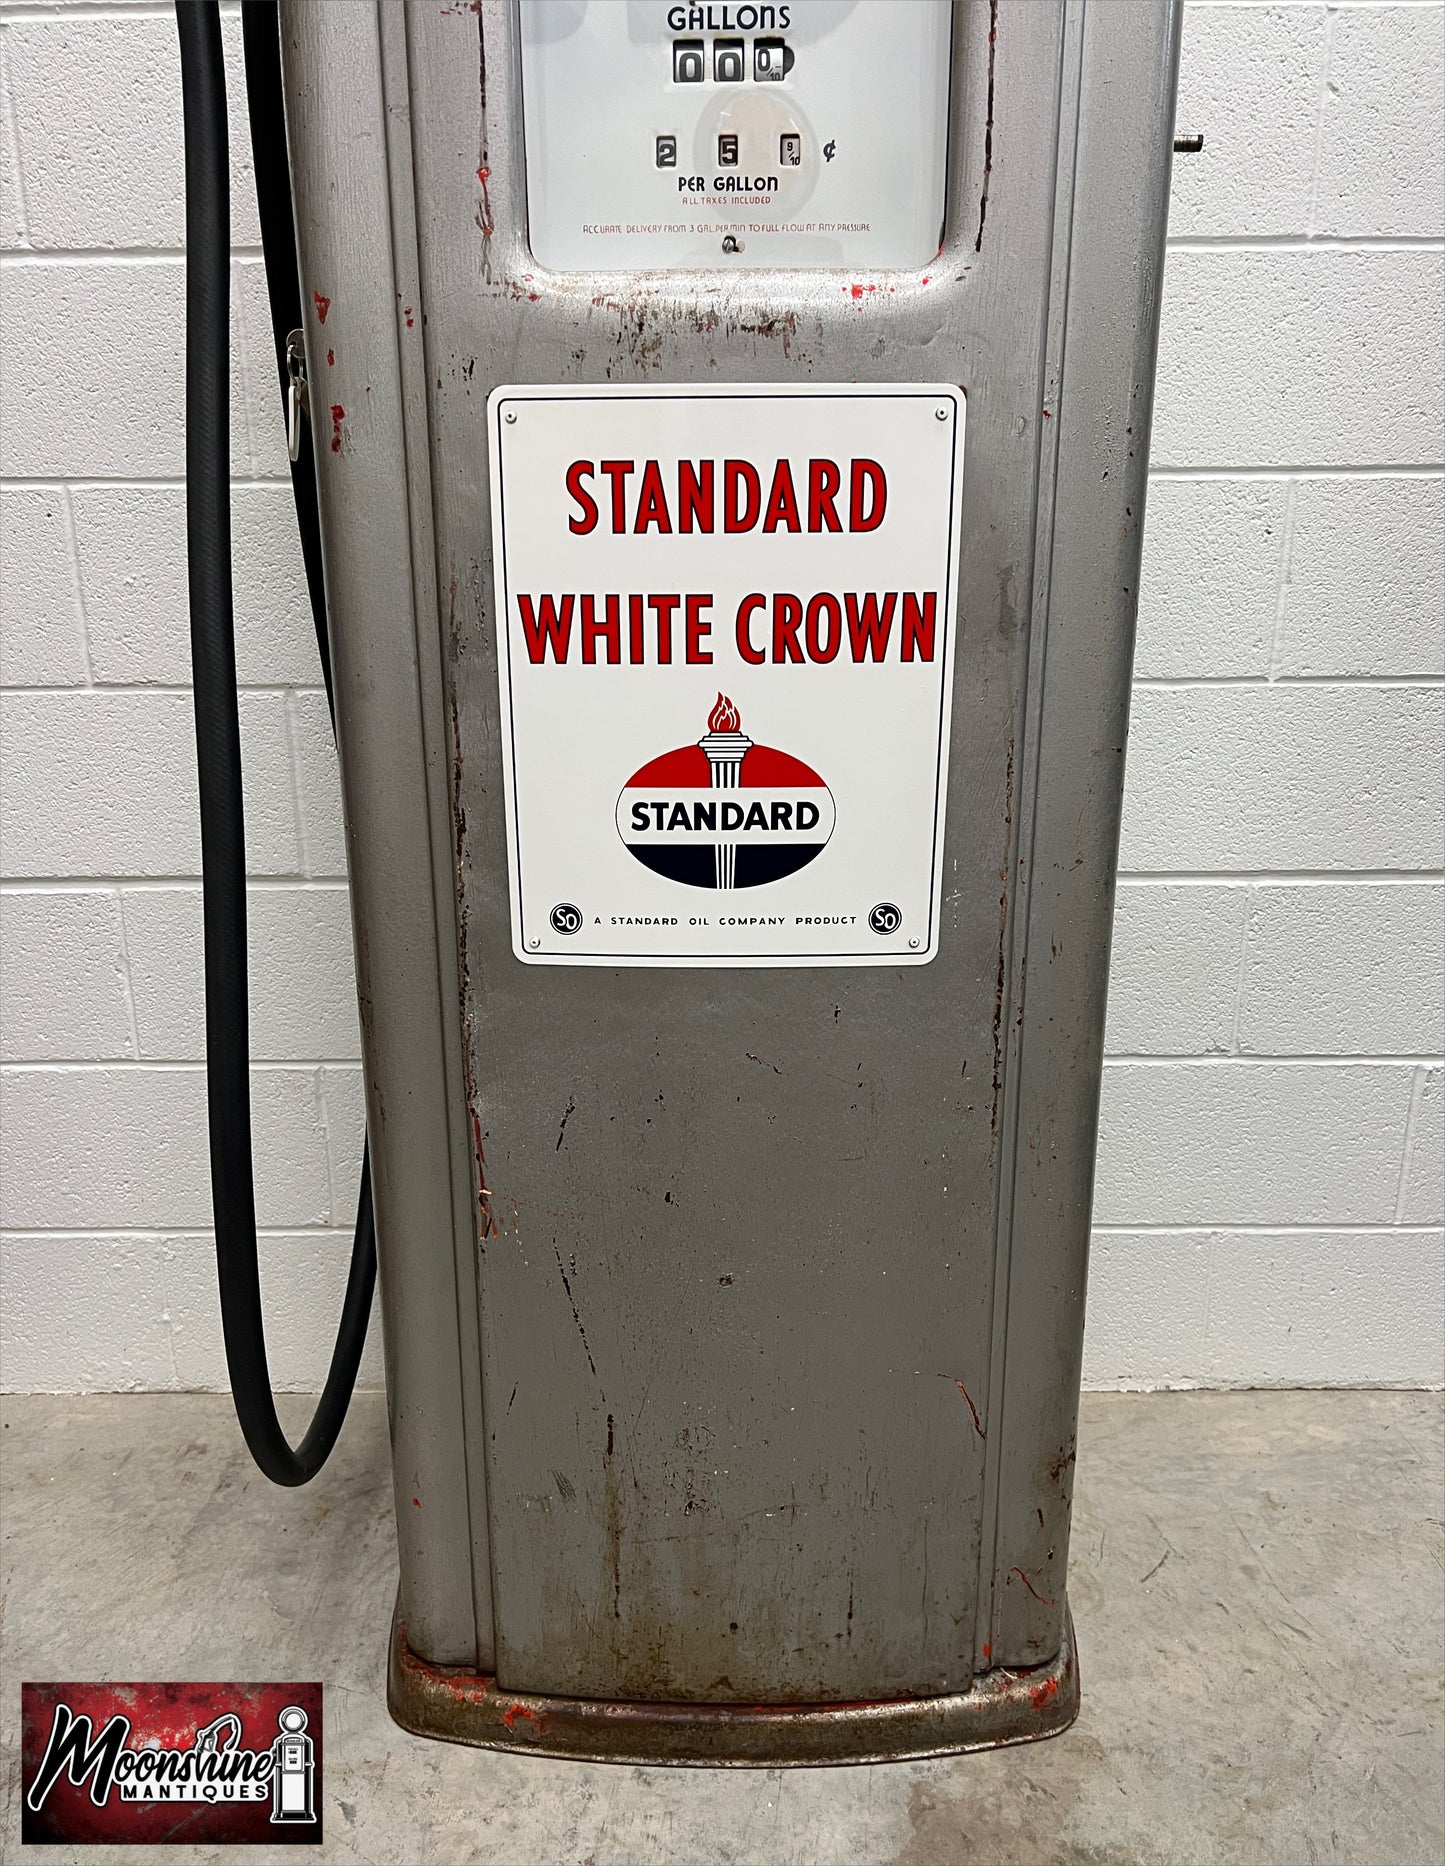 GALLONS
0 0 0/10
2 5 9/10 ¢
PER GALLON
ALL TAXES INCLUDED
ACCURATE DELIVERY FROM 3 GAL. PER MIN TO FULL FLOW AT ANY PRESSURE
STANDARD
WHITE CROWN
STANDARD
SO A STANDARD OIL COMPANY PRODUCT SO
Moonshine
MANTIQUES